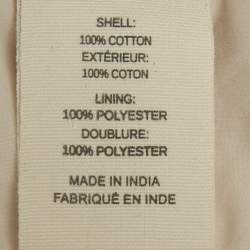 SHELL:
100% COTTON
EXTÉRIEUR:
100% COTON
LINING:
100% POLYESTER
DOUBLURE:
100% POLYESTER
MADE IN INDIA
FABRIQUÉ EN INDE